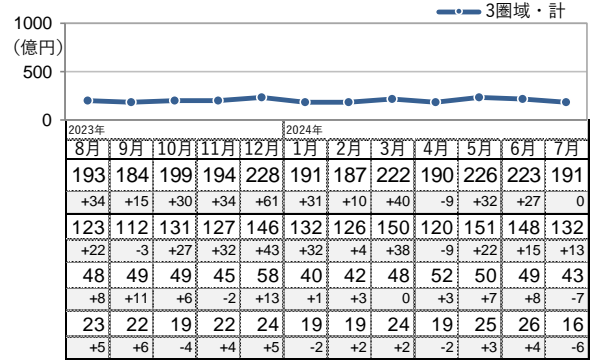 3圏域・計
1000
(億円)
500
0
2023年 2024年
8月 9月 10月 11月 12月 1月 2月 3月 4月 5月 6月 7月
193 184 199 194 228 191 187 222 190 226 223 191
+34 +15 +30 +34 +61 +31 +10 +40 -9 +32 +27 0
123 112 131 127 146 132 126 150 120 151 148 132
+22 -3 +27 +32 +43 +32 +4 +38 -9 +22 +15 +13
48 49 49 45 58 40 42 48 52 50 49 43
+8 +11 +6 -2 +13 +1 +3 0 +3 +7 +8 -7
23 22 19 22 24 19 19 24 19 25 26 16
+5 +6 -4 +4 +5 -2 +2 +2 -2 +3 +4 -6